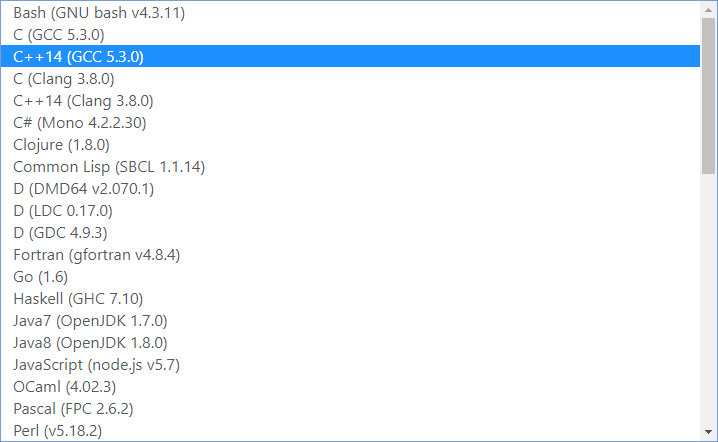 Bash (GNU bash v4.3.11)
C (GCC 5.3.0)
C++14 (GCC 5.3.0)
C (Clang 3.8.0)
C++14 (Clang 3.8.0)
C# (Mono 4.2.2.30)
Clojure (1.8.0)
Common Lisp (SBCL 1.1.14)
D (DMD64 v2.070.1)
D (LDC 0.17.0)
D (GDC 4.9.3)
Fortran (gfortran v4.8.4)
Go (1.6)
Haskell (GHC 7.10)
Java7 (OpenJDK 1.7.0)
Java8 (OpenJDK 1.8.0)
JavaScript (node.js v5.7)
OCaml (4.02.3)
Pascal (FPC 2.6.2)
Perl (v5.18.2)